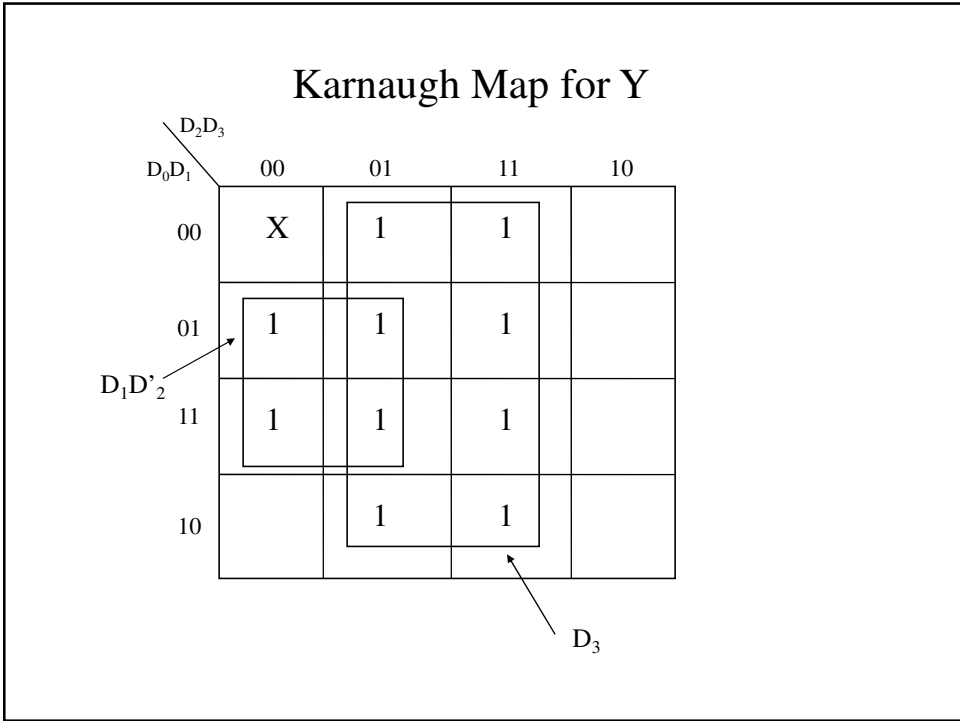 Karnaugh Map for Y
D₂D₃
D₀D₁ 00 01 11 10
00 X 1 1
01 1 1 1
D₁D’₂
11 1 1 1
10 1 1
D₃